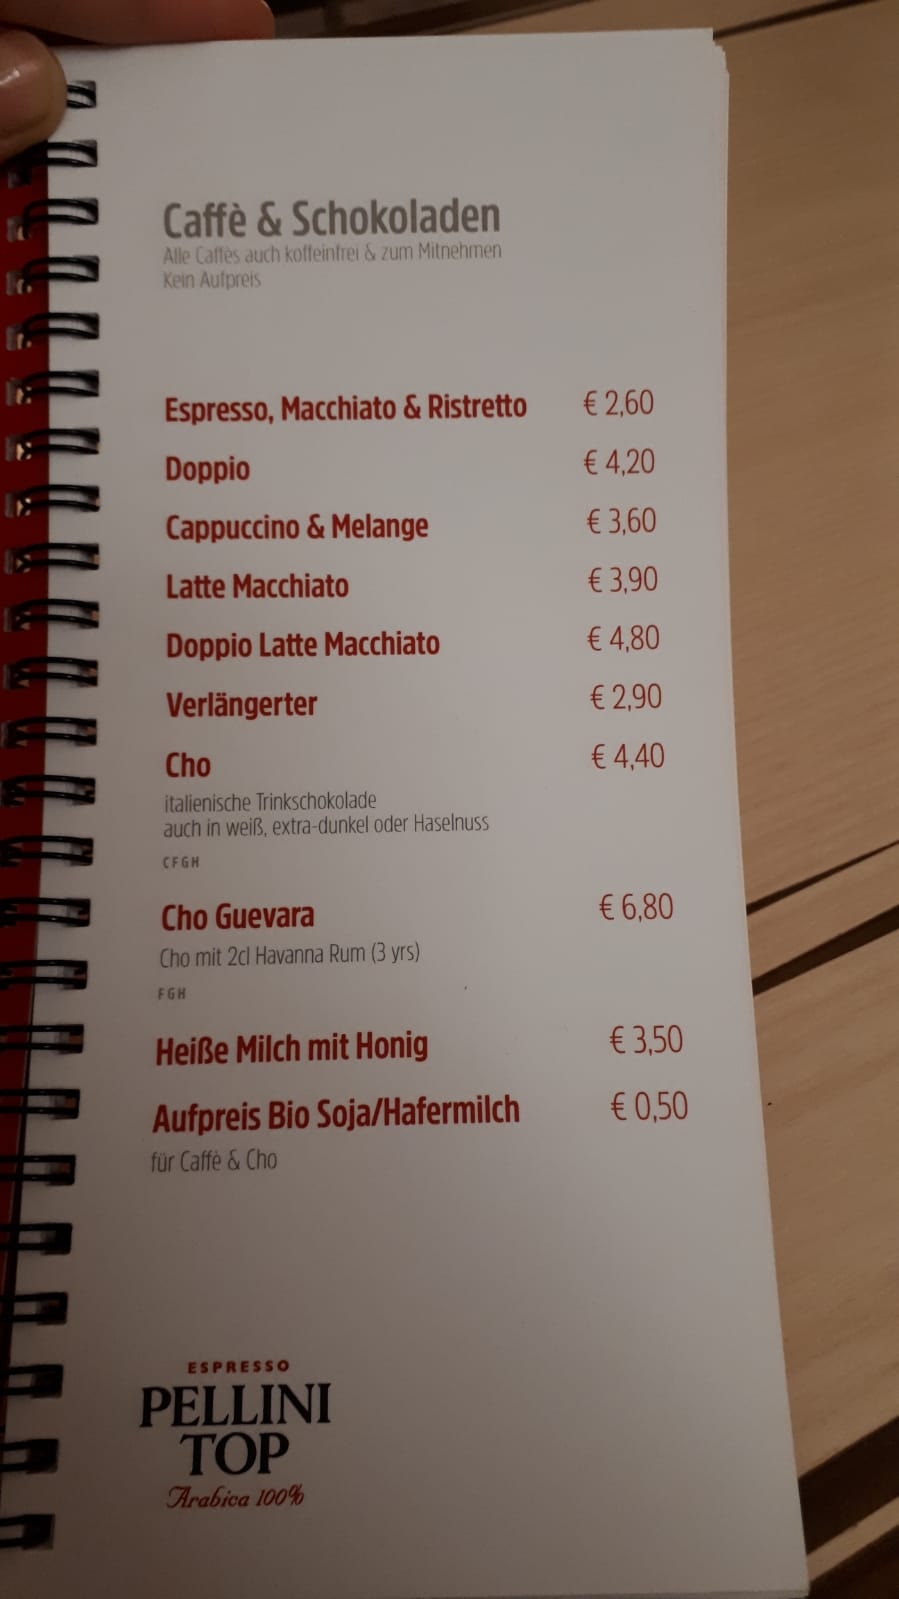 Caffè & Schokoladen
Alle Caffès auch koffeinfrei & zum Mitnehmen
Kein Aufpreis
Espresso, Macchiato & Ristretto € 2,60
Doppio € 4,20
Cappuccino & Melange € 3,60
Latte Macchiato € 3,90
Doppio Latte Macchiato € 4,80
Verlängerter € 2,90
Cho € 4,40
italienische Trinkschokolade
auch in weiß, extra-dunkel oder Haselnuss
CFGH
Cho Guevara € 6,80
Cho mit 2cl Havanna Rum (3 yrs)
FGH
Heiße Milch mit Honig € 3,50
Aufpreis Bio Soja/Hafermilch € 0,50
für Caffè & Cho
ESPRESSO
PELLINI
TOP
Arabica 100%